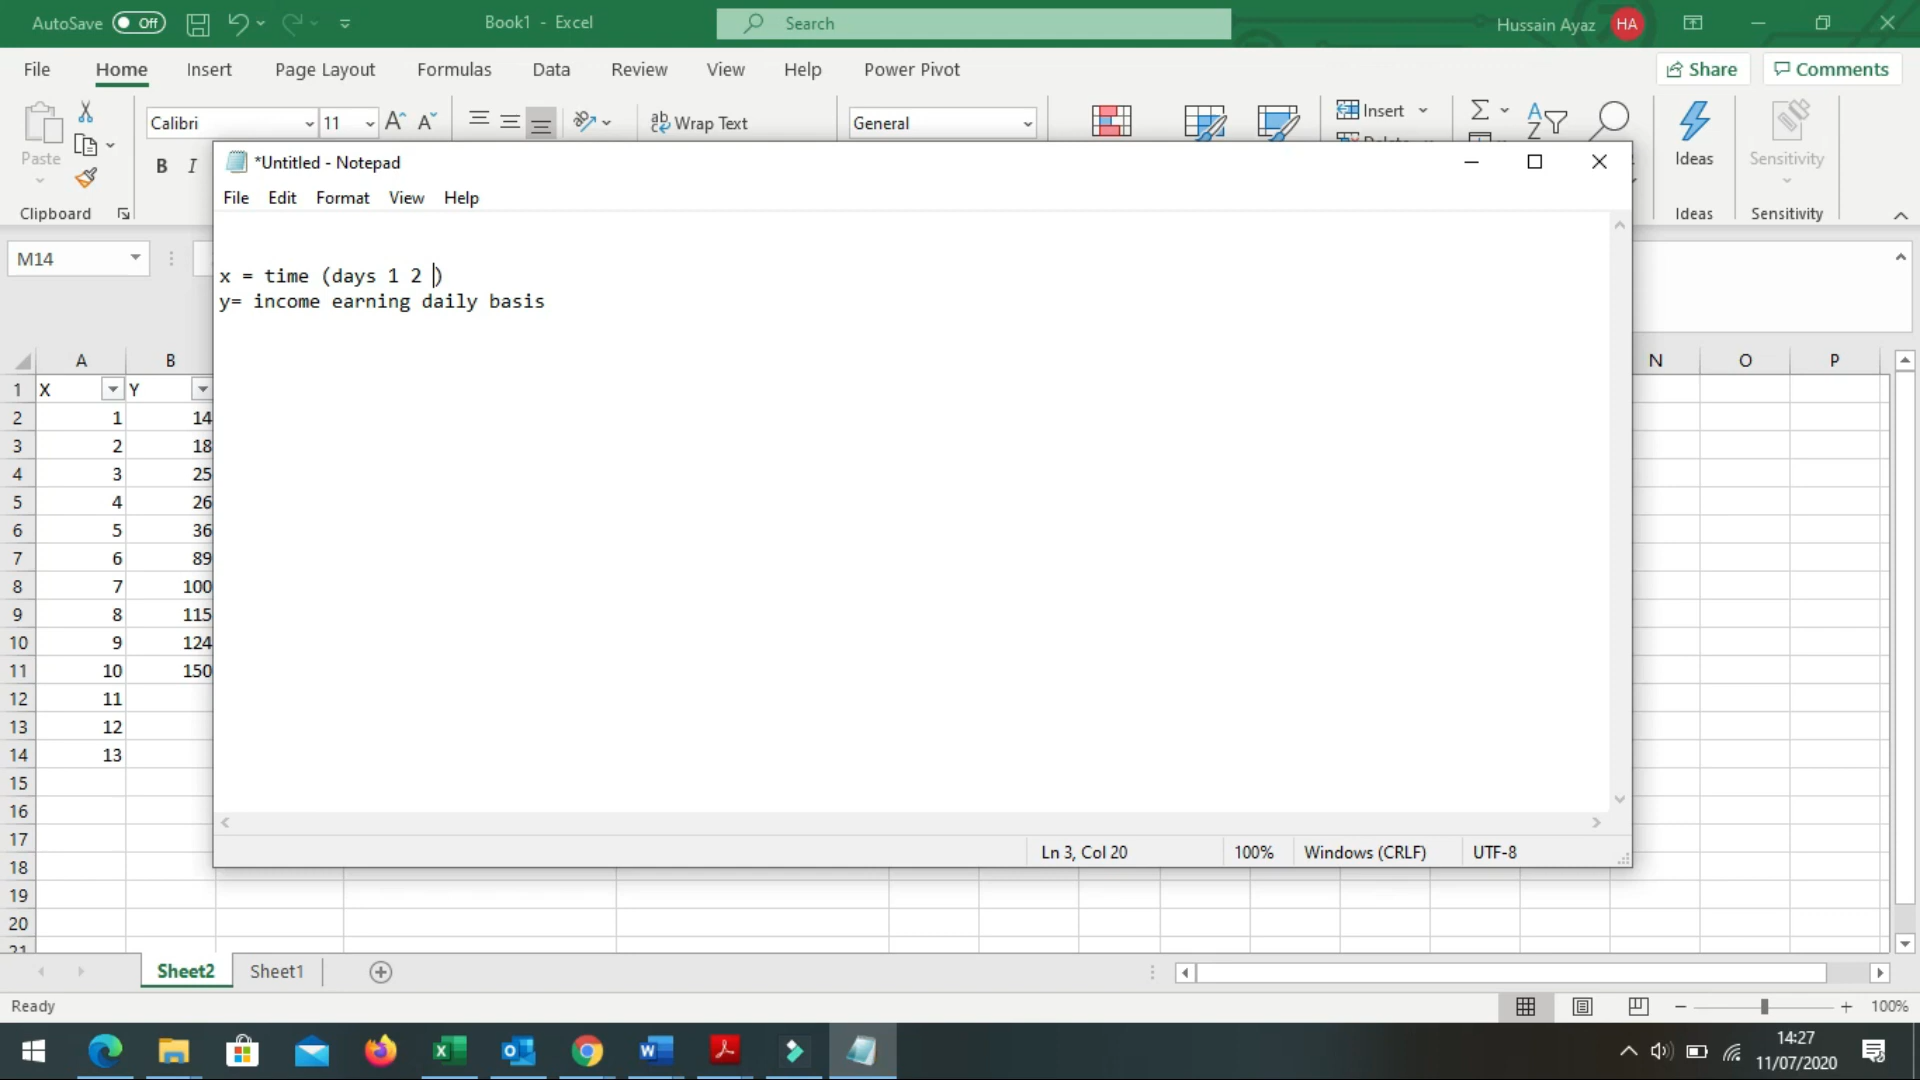 AutoSave Off
Book1 - Excel
Search
Hussain Ayaz HA
File Home Insert Page Layout Formulas Data Review View Help Power Pivot
Share Comments
Calibri 11
Wrap Text
General
Insert
Paste
B I
Ideas
Sensitivity
Clipboard
Ideas
Sensitivity
*Untitled - Notepad
File Edit Format View Help
x = time (days 1 2 )
y= income earning daily basis
Ln 3, Col 20
100%
Windows (CRLF)
UTF-8
M14
A B N O P
1 X Y
2 1 14
3 2 18
4 3 25
5 4 26
6 5 36
7 6 89
8 7 100
9 8 115
10 9 124
11 10 150
12 11
13 12
14 13
15
16
17
18
19
20
21
Sheet2 Sheet1
Ready
100%
14:27
11/07/2020